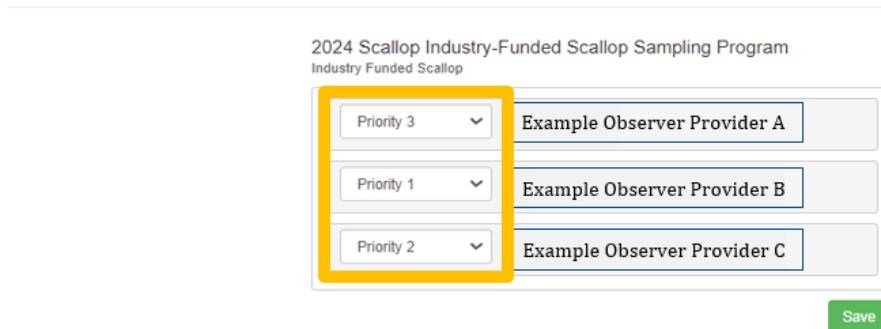 2024 Scallop Industry-Funded Scallop Sampling Program
Industry Funded Scallop
Priority 3 Example Observer Provider A
Priority 1 Example Observer Provider B
Priority 2 Example Observer Provider C
Save